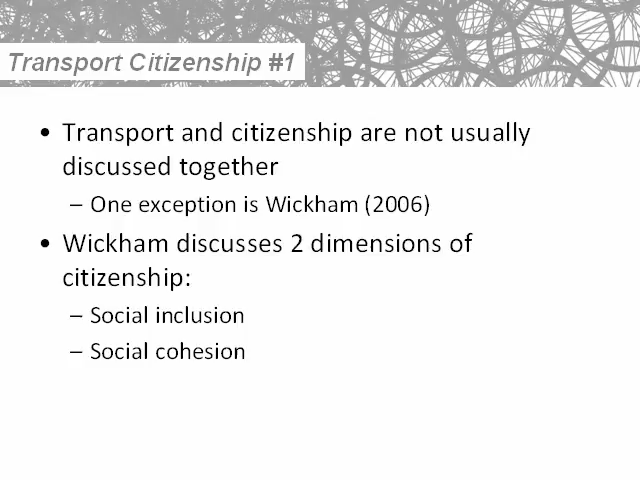 Transport Citizenship #1
• Transport and citizenship are not usually
discussed together
– One exception is Wickham (2006)
• Wickham discusses 2 dimensions of
citizenship:
– Social inclusion
– Social cohesion